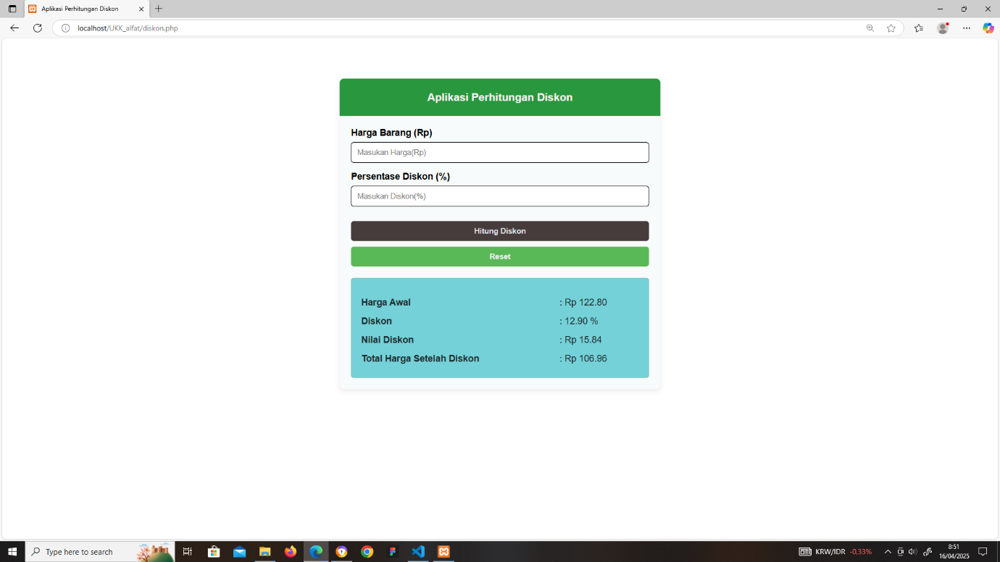 Aplikasi Perhitungan Diskon
localhost/UKK_alfat/diskon.php
Aplikasi Perhitungan Diskon
Harga Barang (Rp)
Masukan Harga(Rp)
Persentase Diskon (%)
Masukan Diskon(%)
Hitung Diskon
Reset
Harga Awal : Rp 122.80
Diskon : 12.90 %
Nilai Diskon : Rp 15.84
Total Harga Setelah Diskon : Rp 106.96
Type here to search
KRW/IDR -0,33%
8:51
16/04/2025